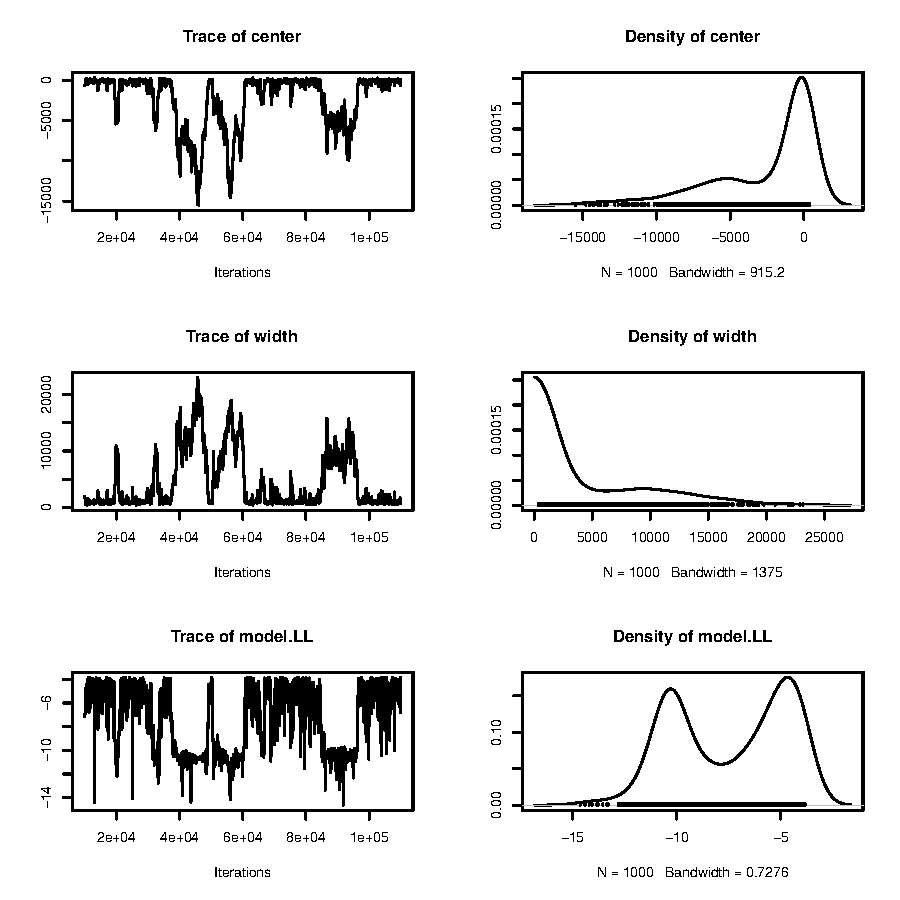 Trace of center
0
−5000
−15000
2e+04 4e+04 6e+04 8e+04 1e+05
Iterations
Density of center
0.00015
0.00000
−15000 −10000 −5000 0
N = 1000 Bandwidth = 915.2
Trace of width
20000
10000
0
2e+04 4e+04 6e+04 8e+04 1e+05
Iterations
Density of width
0.00015
0.00000
0 5000 10000 15000 20000 25000
N = 1000 Bandwidth = 1375
Trace of model.LL
−6
−10
−14
2e+04 4e+04 6e+04 8e+04 1e+05
Iterations
Density of model.LL
0.10
0.00
−15 −10 −5
N = 1000 Bandwidth = 0.7276